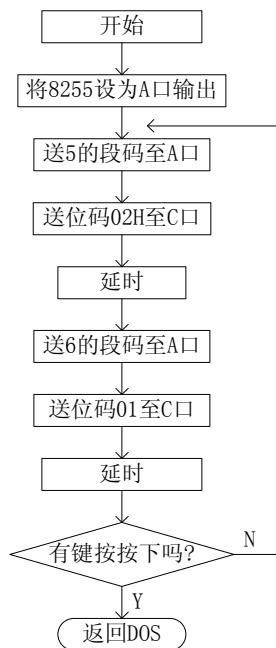 开始
将8255设为A口输出
送5的段码至A口
送位码02H至C口
延时
送6的段码至A口
送位码01至C口
延时
有键按按下吗?
N
Y
返回DOS